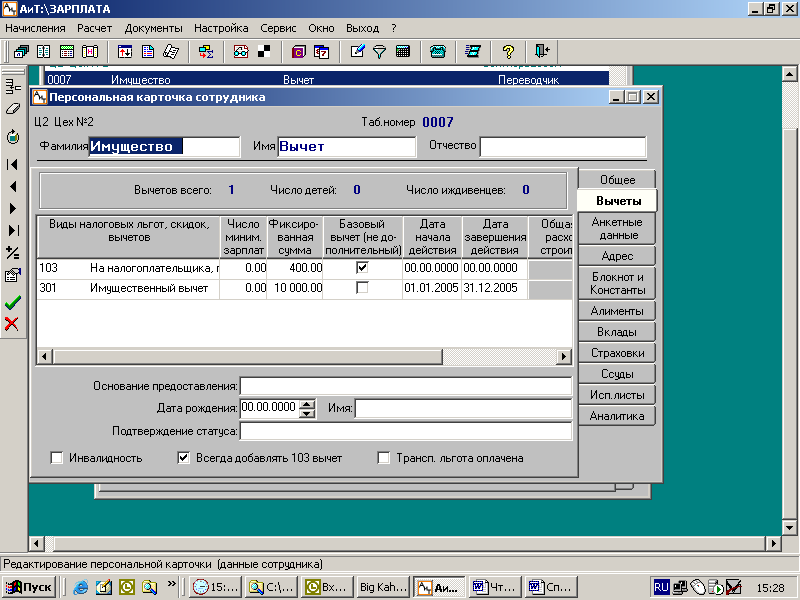 АиТ:\ЗАРПЛАТА
Начисления Расчет Документы Настройка Сервис Окно Выход ?
0007 Имущество Вычет Переводчик
Персональная карточка сотрудника
Ц2 Цех №2 Таб.номер 0007
Фамилия Имущество Имя Вычет Отчество
Вычетов всего: 1 Число детей: 0 Число иждивенцев: 0
Общее
Вычеты
Анкетные данные
Адрес
Блокнот и Константы
Алименты
Вклады
Страховки
Ссуды
Исп.листы
Аналитика
Виды налоговых льгот, скидок, вычетов
Число миним. зарплат
Фиксиро- ванная сумма
Базовый вычет (не до- полнительный)
Дата начала действия
Дата завершения действия
Обща расхо строит
103 На налогоплательщика, 0.00 400.00 00.00.0000 00.00.0000
301 Имущественный вычет 0.00 10 000.00 01.01.2005 31.12.2005
Основание предоставления:
Дата рождения: 00.00.0000 Имя:
Подтверждение статуса:
Инвалидность Всегда добавлять 103 вычет Трансп. льгота оплачена
Редактирование персональной карточки (данные сотрудника)
Пуск » 15:... C:\... Вх... Big Kah... Аи... Чт... Сп... RU 15:28